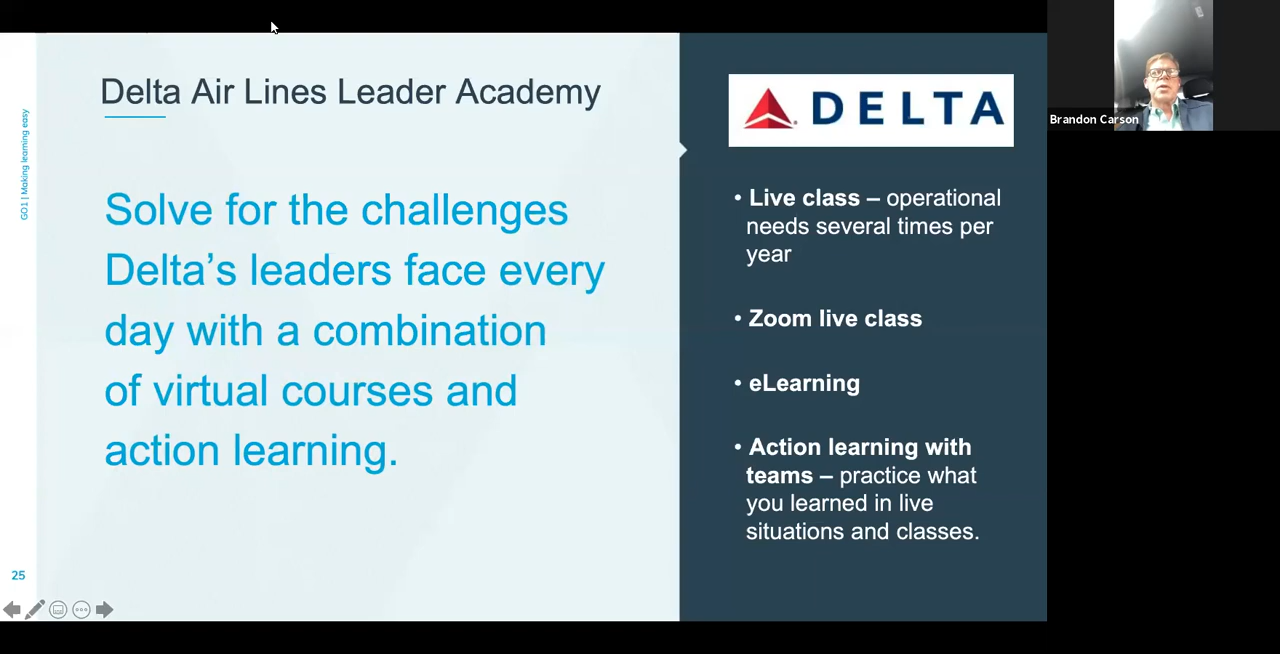 Delta Air Lines Leader Academy
GO1 | Making learning easy
Solve for the challenges
Delta’s leaders face every
day with a combination
of virtual courses and
action learning.
25
DELTA
• Live class – operational
needs several times per
year
• Zoom live class
• eLearning
• Action learning with
teams – practice what
you learned in live
situations and classes.
Brandon Carson